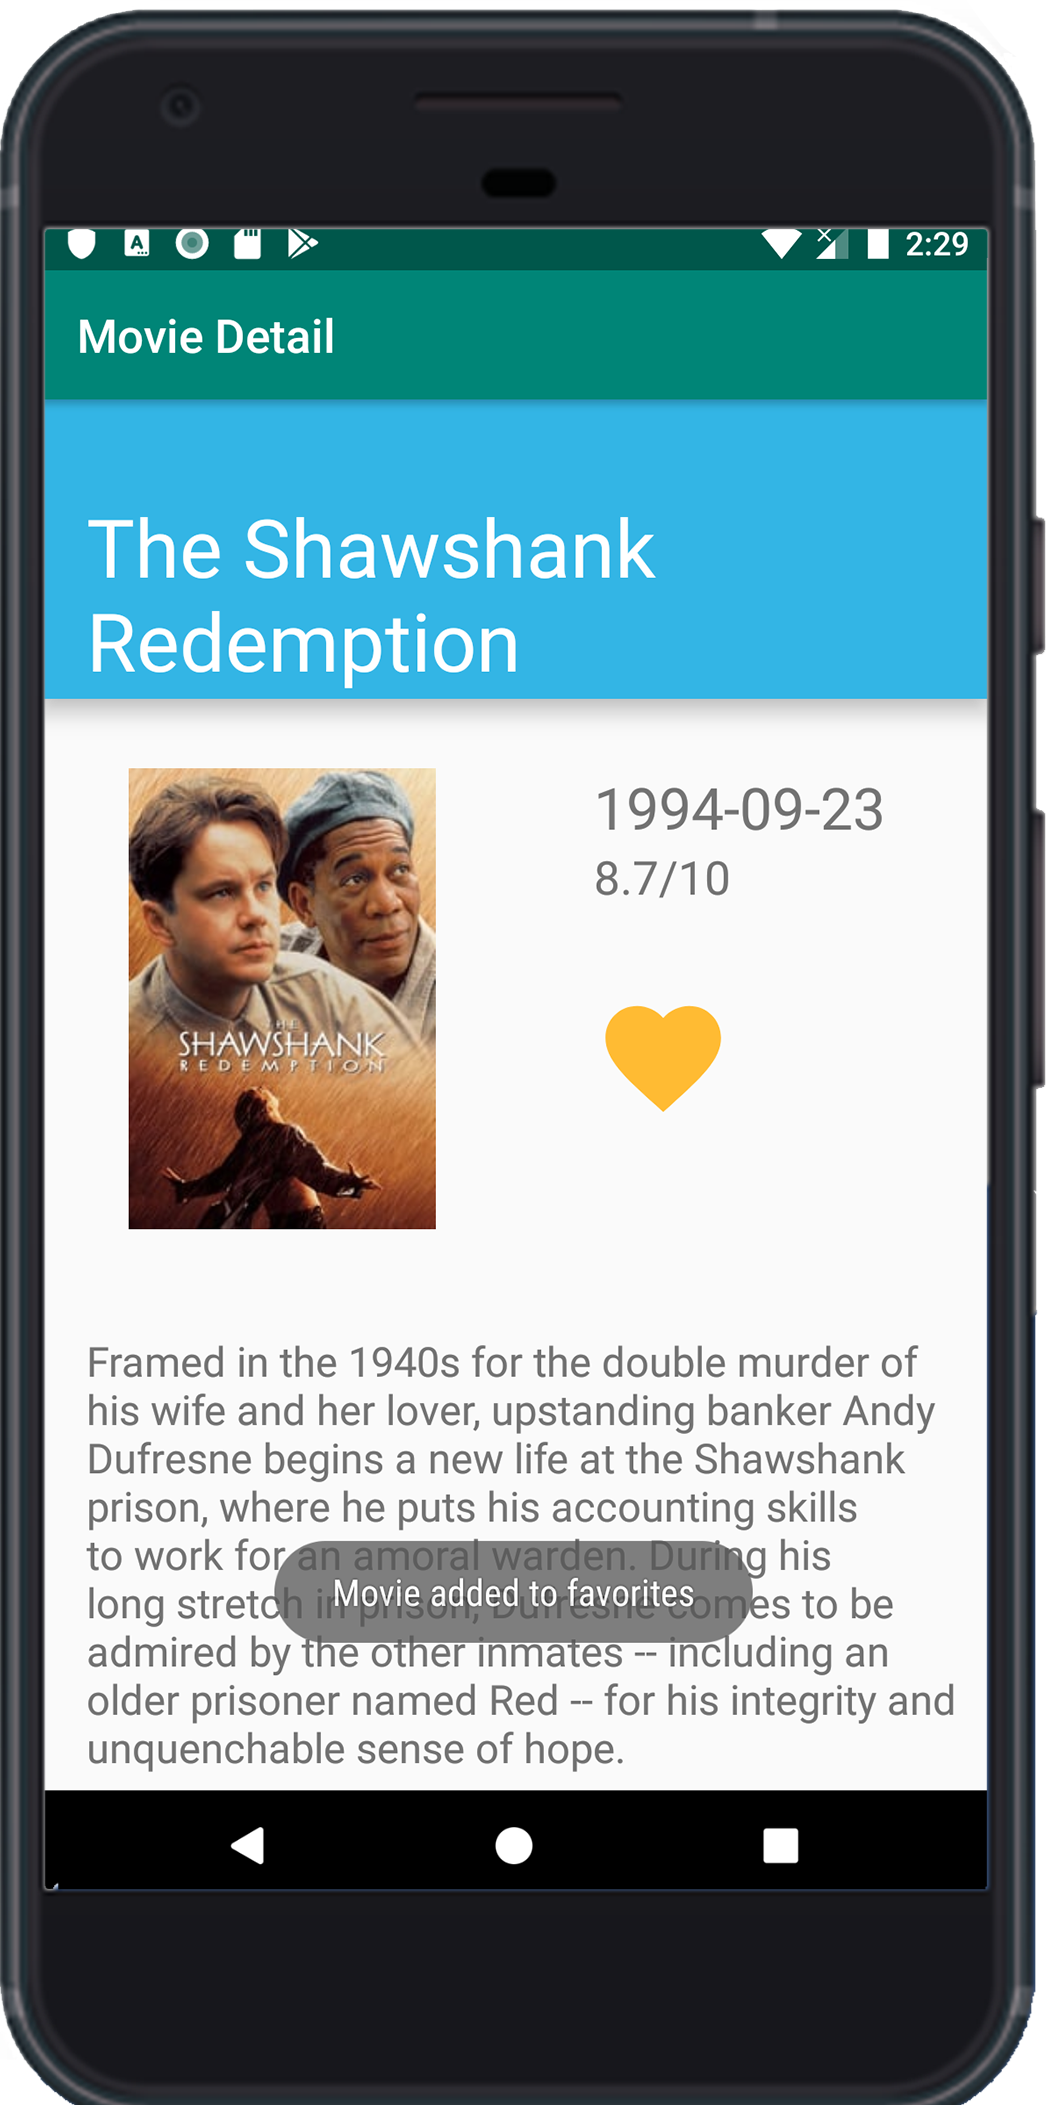 2:29
Movie Detail
The Shawshank
Redemption
1994-09-23
8.7/10
THE
SHAWSHANK
REDEMPTION
Framed in the 1940s for the double murder of
his wife and her lover, upstanding banker Andy
Dufresne begins a new life at the Shawshank
prison, where he puts his accounting skills
to work for an amoral warden. During his
long stretch in prison, Dufresne comes to be
Movie added to favorites
admired by the other inmates -- including an
older prisoner named Red -- for his integrity and
unquenchable sense of hope.